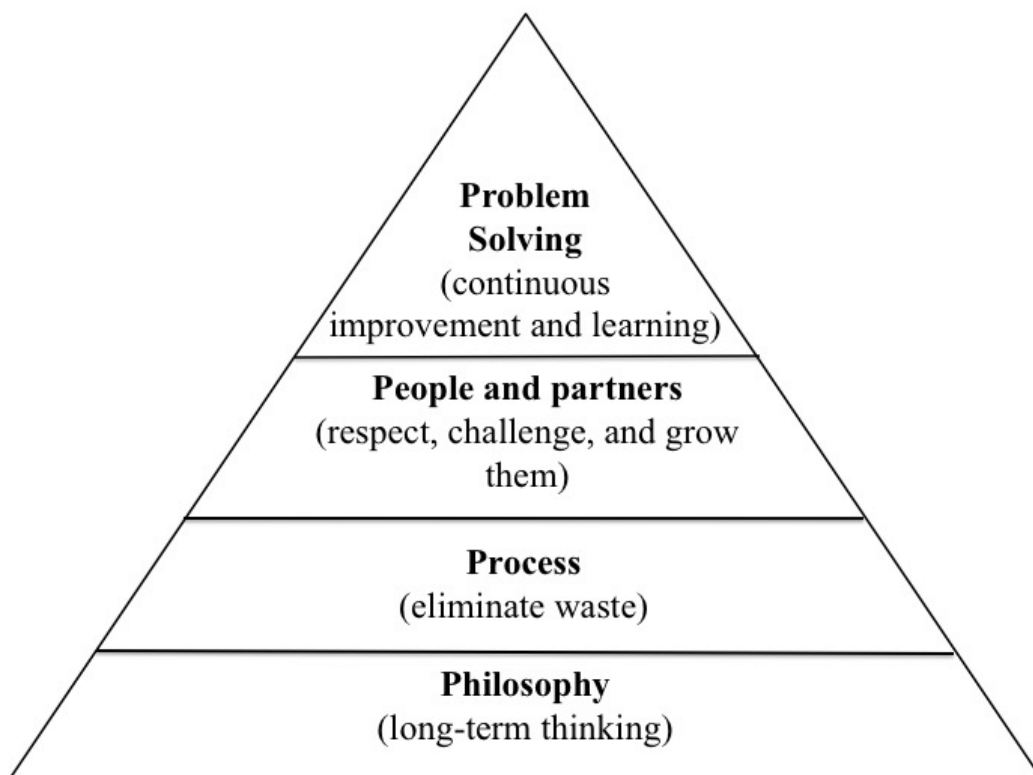 Problem
Solving
(continuous
improvement and learning)
People and partners
(respect, challenge, and grow
them)
Process
(eliminate waste)
Philosophy
(long-term thinking)